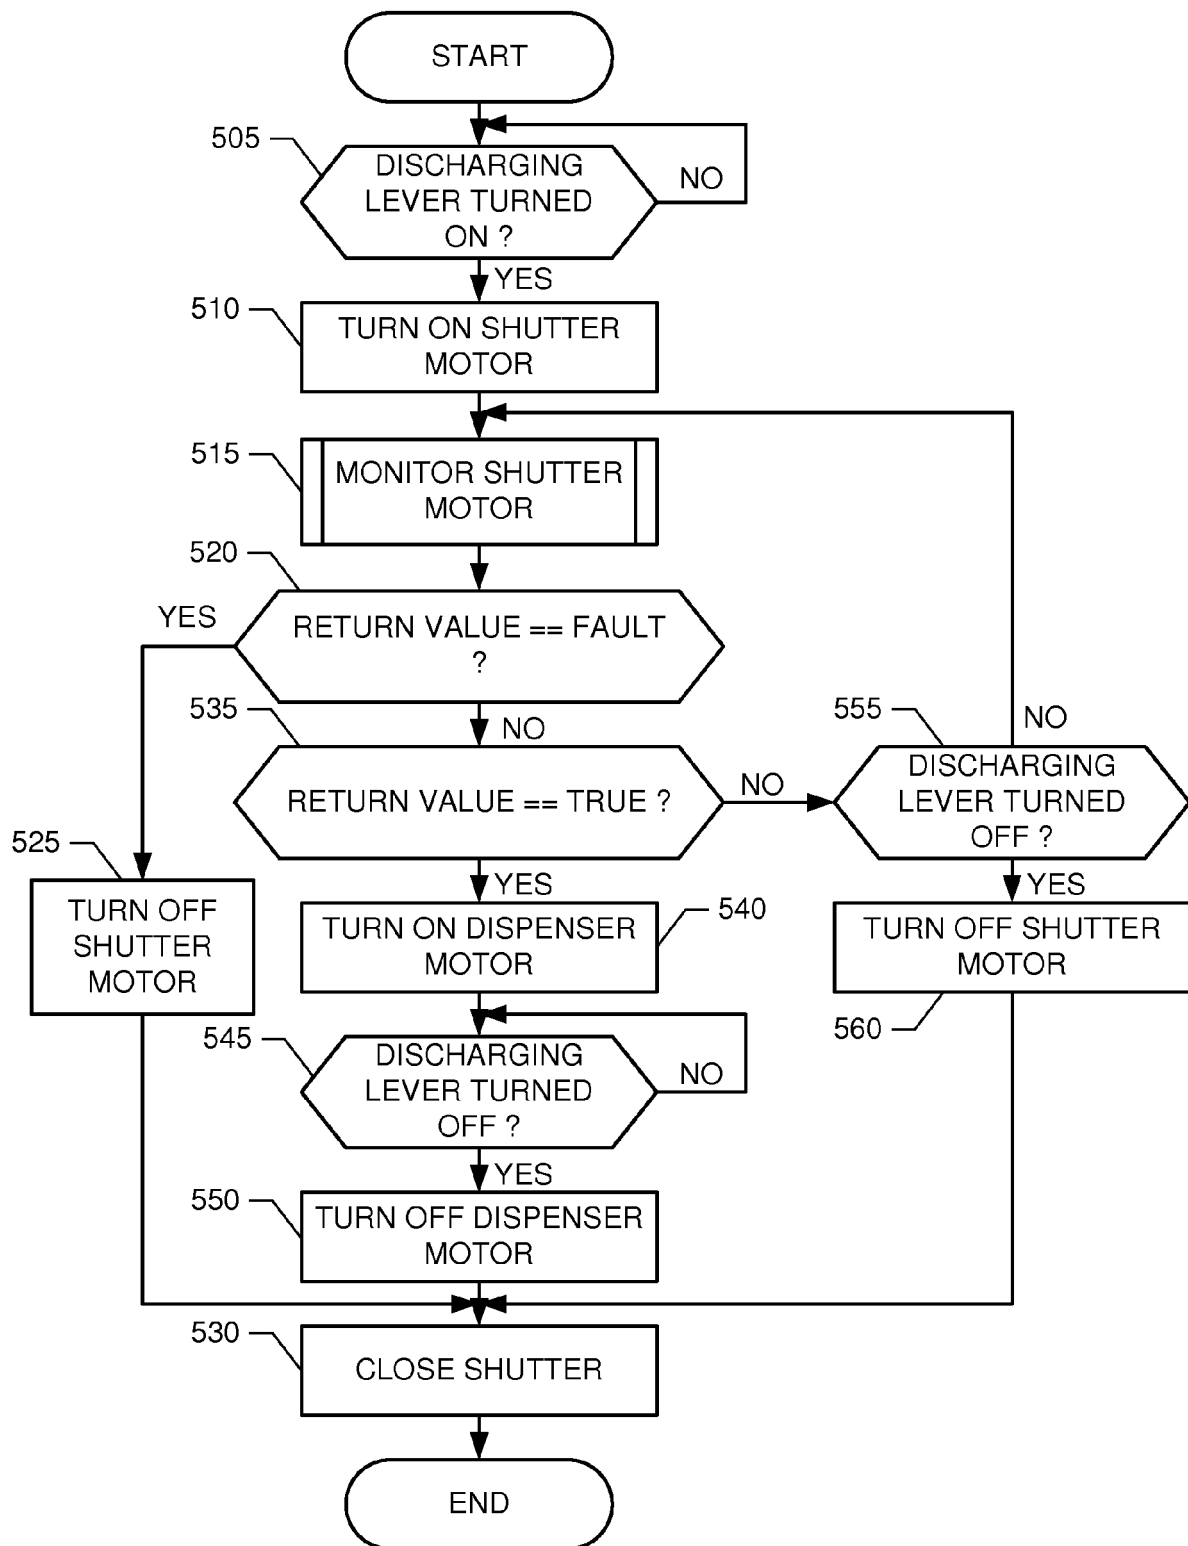 START
505
DISCHARGING
LEVER TURNED
ON ?
NO
YES
510
TURN ON SHUTTER
MOTOR
515
MONITOR SHUTTER
MOTOR
520
YES
RETURN VALUE == FAULT
?
NO
535
RETURN VALUE == TRUE ?
NO
555
NO
DISCHARGING
LEVER TURNED
OFF ?
YES
525
TURN OFF
SHUTTER
MOTOR
YES
540
TURN ON DISPENSER
MOTOR
TURN OFF SHUTTER
MOTOR
560
545
DISCHARGING
LEVER TURNED
OFF ?
NO
YES
550
TURN OFF DISPENSER
MOTOR
530
CLOSE SHUTTER
END